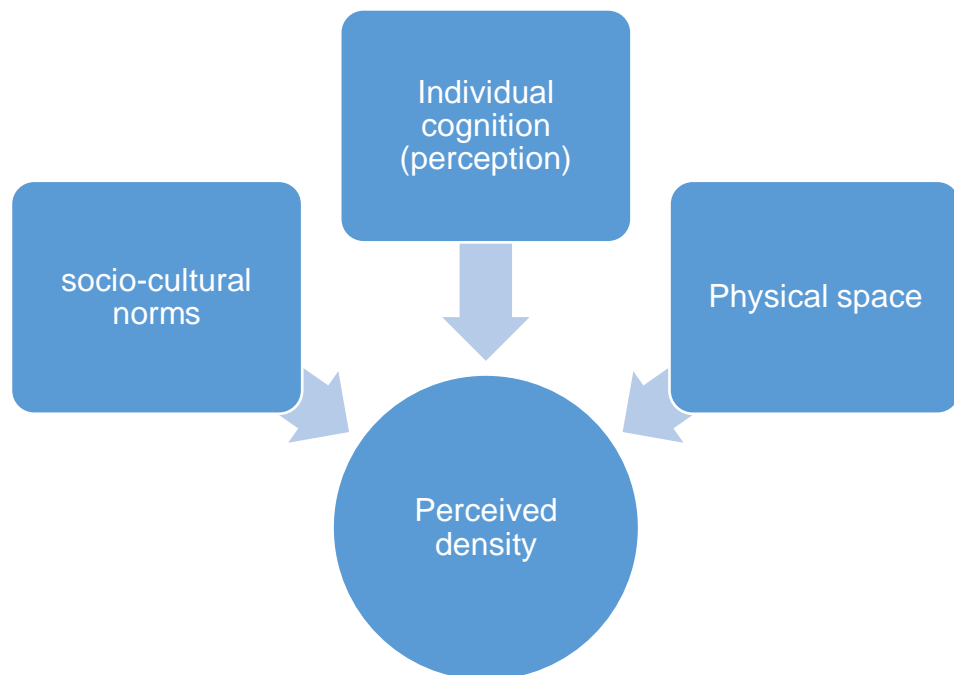 Individual
cognition
(perception)
socio-cultural
norms
Physical space
Perceived
density